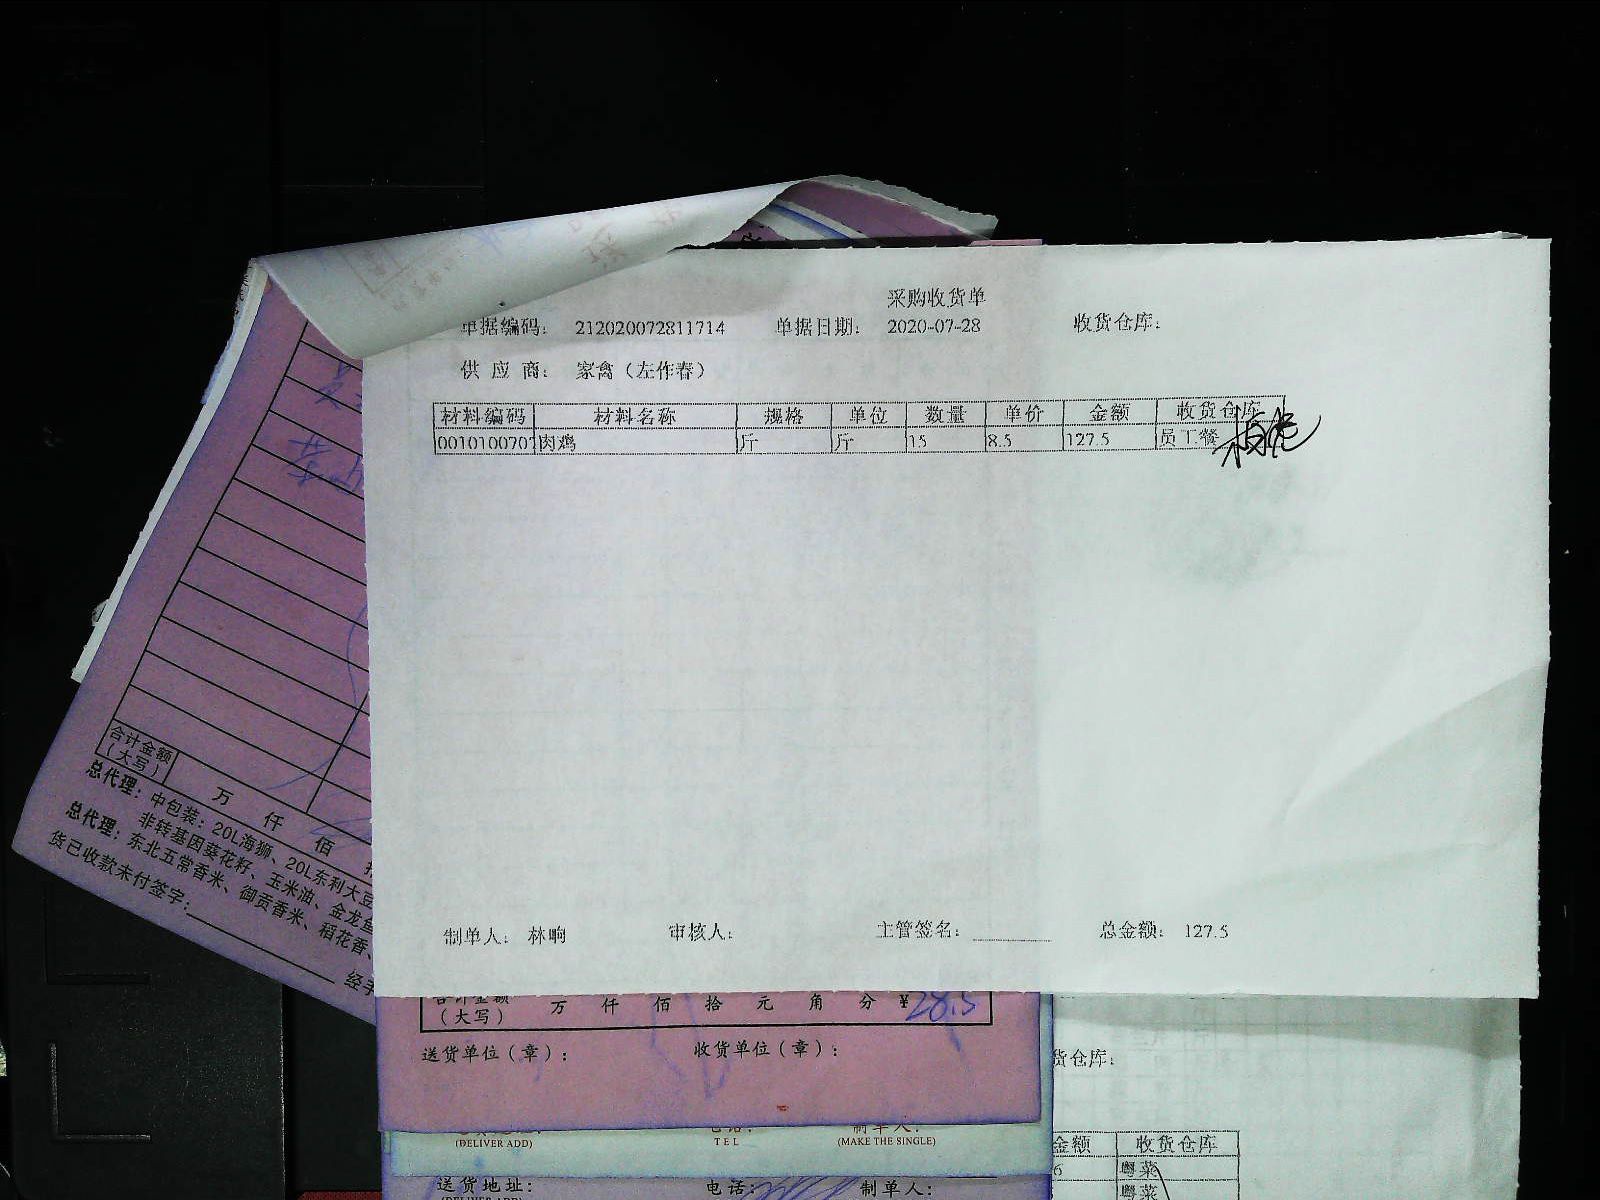 采购收货单
单据编码: 212020072811714 单据日期: 2020-07-28 收货仓库:
供应商: 家禽(左作春)
材料编码 材料名称 规格 单位 数量 单价 金额 收货仓库
0010100707 肉鸡 斤 斤 15 8.5 127.5 员工餐
制单人: 林响 审核人: 主管签名: 总金额: 127.5
合计金额
(大写)
万 仟 佰
总代理: 中包装: 20L海狮、20L东利大豆
非转基因葵花籽、玉米油、金龙鱼
总代理: 东北五常香米、御贡香米、稻花香、
货已收款未付签字: 经手
合计金额
(大写) 万 仟 佰 拾 元 角 分 ¥ 28.5
送货单位(章): 收货单位(章):
(DELIVER ADD) TEL (MAKE THE SINGLE)
送货地址: 电话: 制单人:
货仓库:
金额 收货仓库
6 粤菜
粤菜